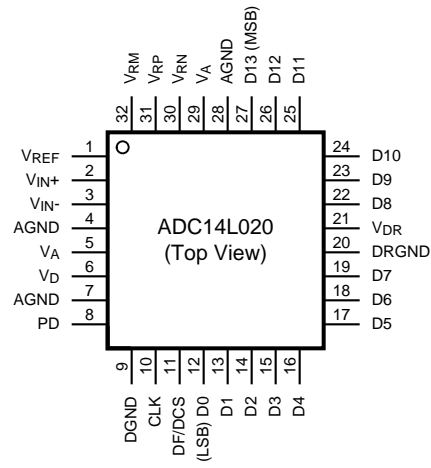 VRM
VRP
VRN
VA
AGND
D13 (MSB)
D12
D11
32
31
30
29
28
27
26
25
VREF 1
VIN+ 2
VIN- 3
AGND 4
VA 5
VD 6
AGND 7
PD 8
ADC14L020
(Top View)
24 D10
23 D9
22 D8
21 VDR
20 DRGND
19 D7
18 D6
17 D5
9
10
11
12
13
14
15
16
DGND
CLK
DF/DCS
(LSB) D0
D1
D2
D3
D4